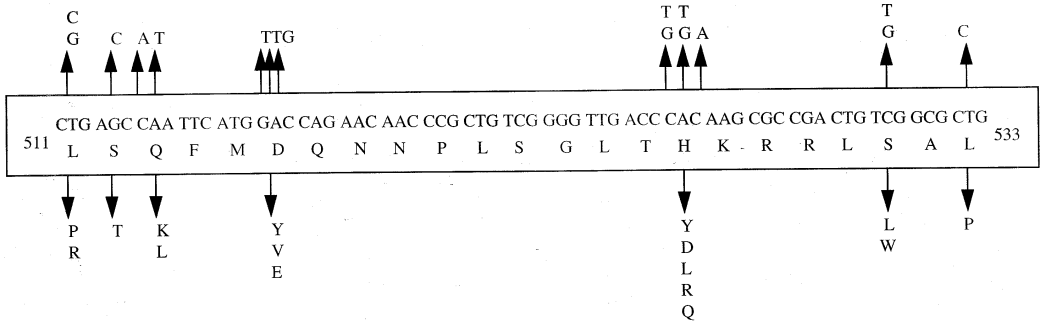 C T T T
G C A T T T G G G A G C
CTG AGC CAA TTC ATG GAC CAG AAC AAC CCG CTG TCG GGG TTG ACC CAC AAG CGC CGA CTG TCG GCG CTG
511 L S Q F M D Q N N P L S G L T H K R R L S A L 533
P T K Y Y L P
R L V D W
E L
R
Q